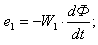 e₁ = −W₁ · dΦ/dt;